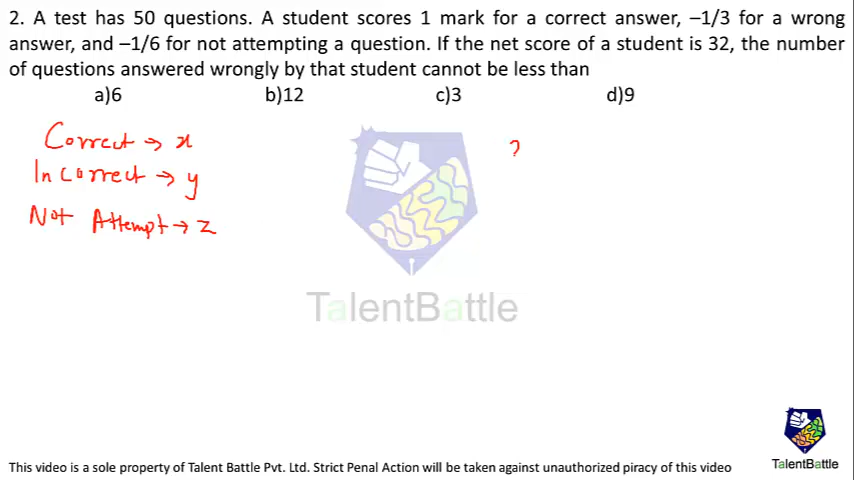 2. A test has 50 questions. A student scores 1 mark for a correct answer, –1/3 for a wrong
answer, and –1/6 for not attempting a question. If the net score of a student is 32, the number
of questions answered wrongly by that student cannot be less than
a)6 b)12 c)3 d)9
Correct → x
Incorrect → y
Not Attempt → z
TalentBattle
TalentBattle
This video is a sole property of Talent Battle Pvt. Ltd. Strict Penal Action will be taken against unauthorized piracy of this video